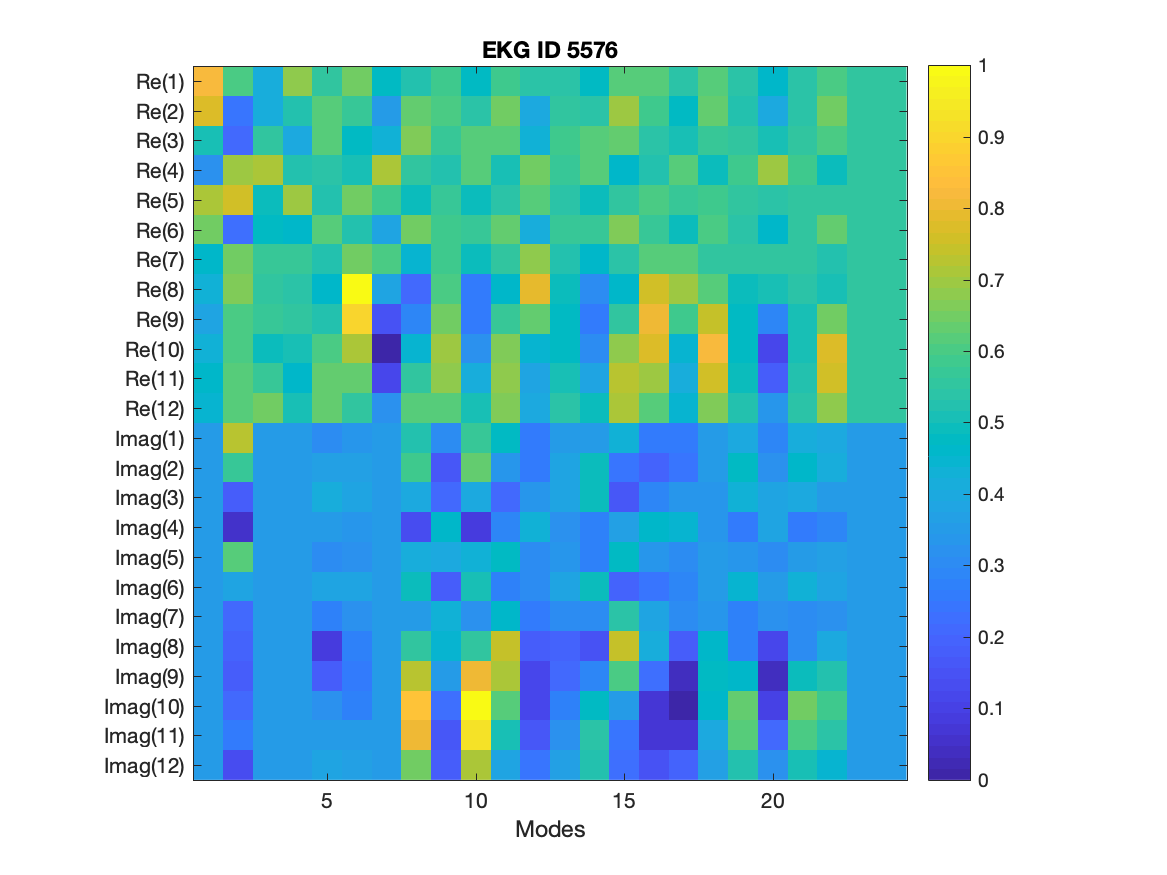 EKG ID 5576
Re(1)
Re(2)
Re(3)
Re(4)
Re(5)
Re(6)
Re(7)
Re(8)
Re(9)
Re(10)
Re(11)
Re(12)
Imag(1)
Imag(2)
Imag(3)
Imag(4)
Imag(5)
Imag(6)
Imag(7)
Imag(8)
Imag(9)
Imag(10)
Imag(11)
Imag(12)
5 10 15 20
Modes
1
0.9
0.8
0.7
0.6
0.5
0.4
0.3
0.2
0.1
0